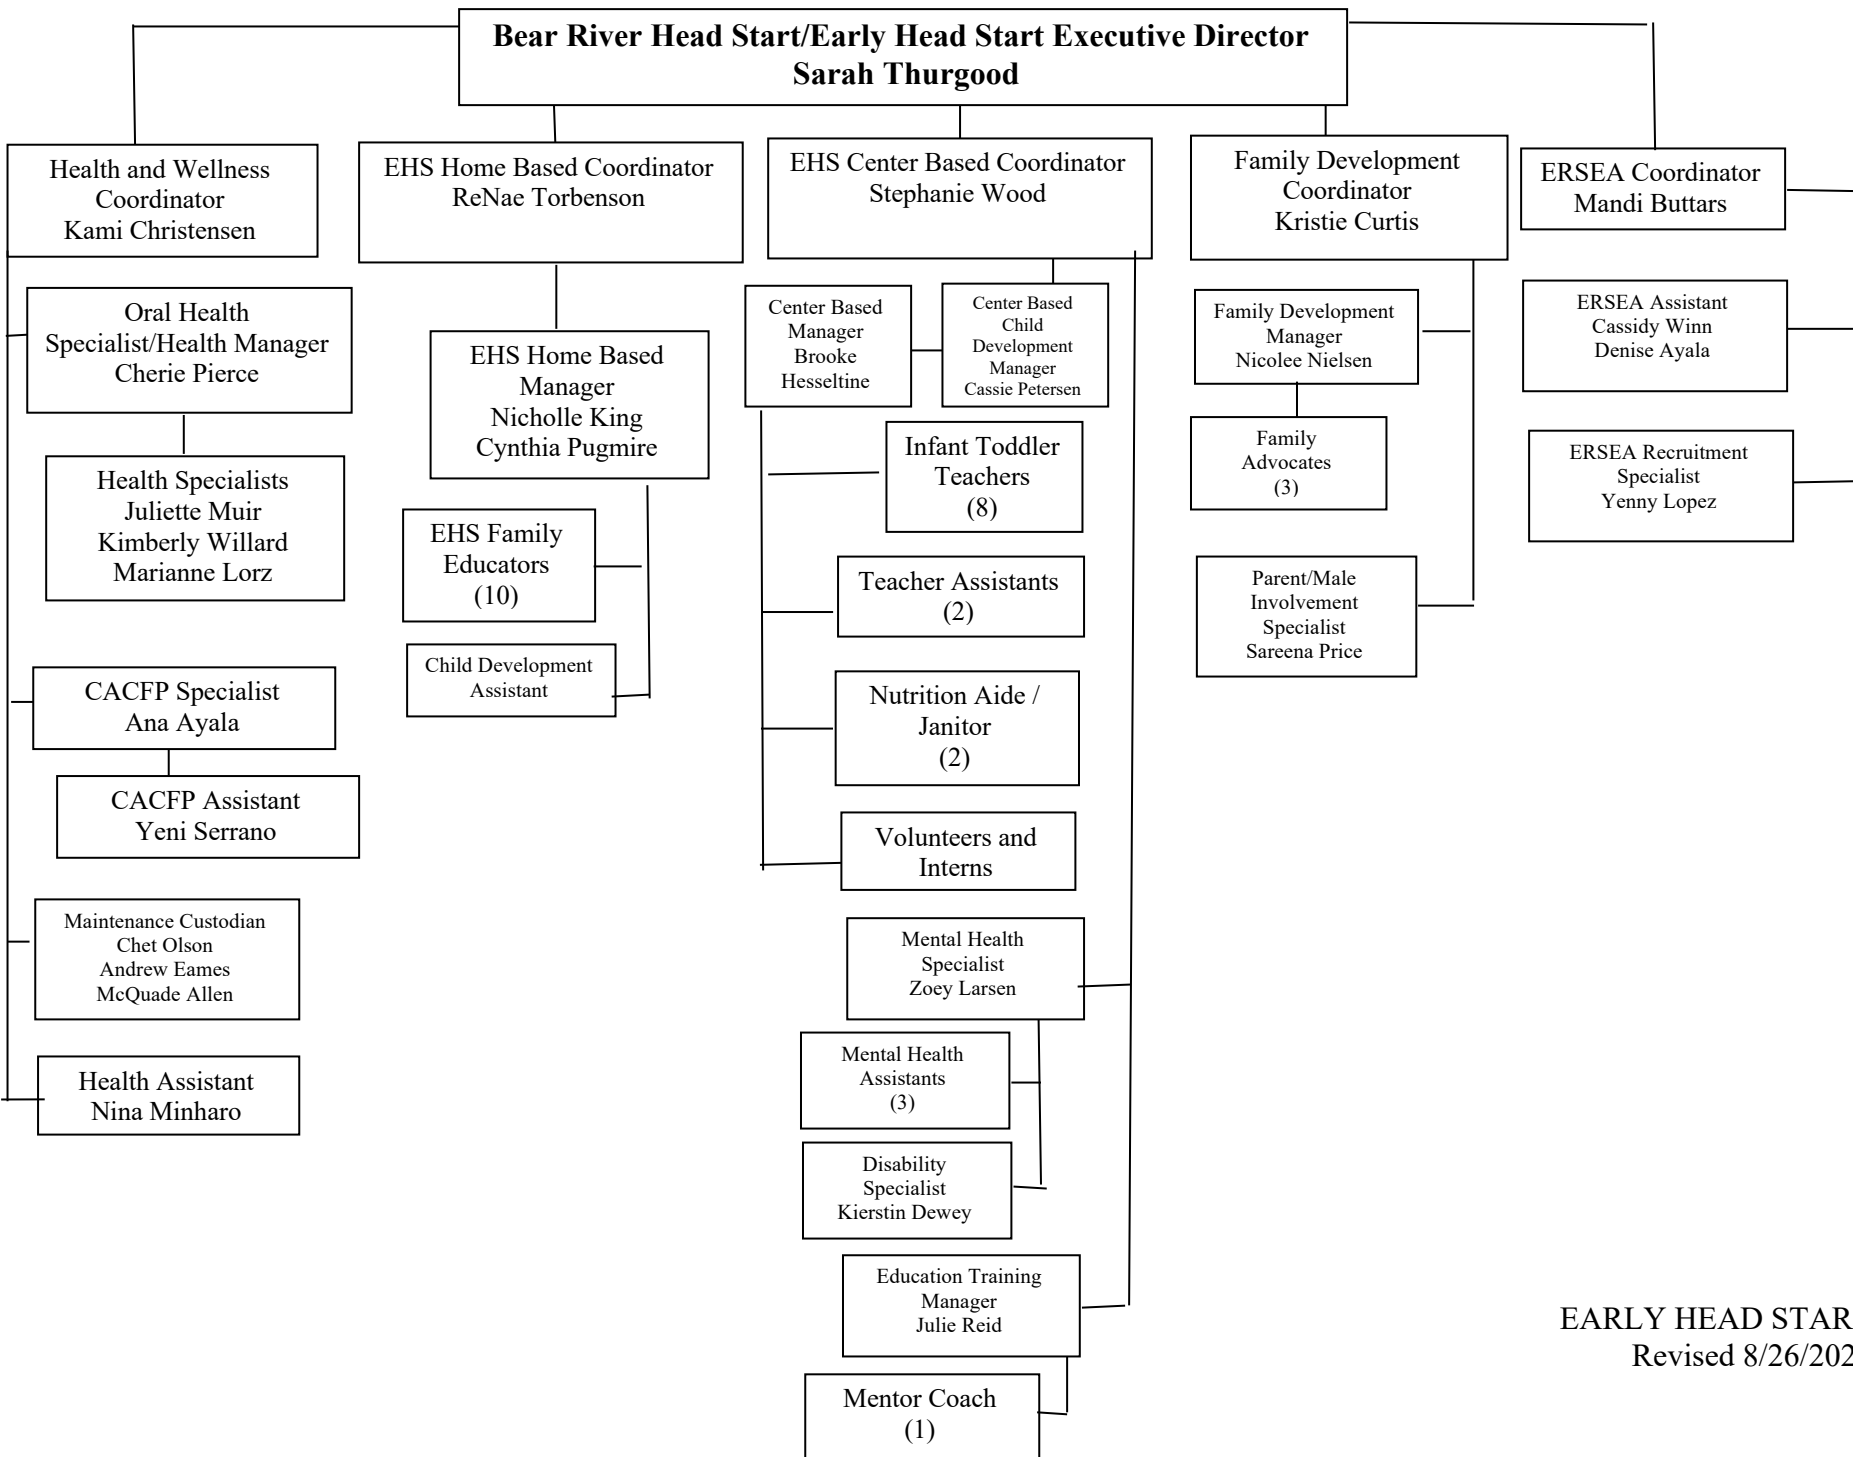 Bear River Head Start/Early Head Start Executive Director
Sarah Thurgood
Health and Wellness
Coordinator
Kami Christensen
Oral Health
Specialist/Health Manager
Cherie Pierce
Health Specialists
Juliette Muir
Kimberly Willard
Marianne Lorz
CACFP Specialist
Ana Ayala
CACFP Assistant
Yeni Serrano
Maintenance Custodian
Chet Olson
Andrew Eames
McQuade Allen
Health Assistant
Nina Minharo
EHS Home Based Coordinator
ReNae Torbenson
EHS Home Based
Manager
Nicholle King
Cynthia Pugmire
EHS Family
Educators
(10)
Child Development
Assistant
EHS Center Based Coordinator
Stephanie Wood
Center Based
Manager
Brooke
Hesseltine
Center Based
Child
Development
Manager
Cassie Petersen
Infant Toddler
Teachers
(8)
Teacher Assistants
(2)
Nutrition Aide /
Janitor
(2)
Volunteers and
Interns
Mental Health
Specialist
Zoey Larsen
Mental Health
Assistants
(3)
Disability
Specialist
Kierstin Dewey
Education Training
Manager
Julie Reid
Mentor Coach
(1)
Family Development
Coordinator
Kristie Curtis
Family Development
Manager
Nicolee Nielsen
Family
Advocates
(3)
Parent/Male
Involvement
Specialist
Sareena Price
ERSEA Coordinator
Mandi Buttars
ERSEA Assistant
Cassidy Winn
Denise Ayala
ERSEA Recruitment
Specialist
Yenny Lopez
EARLY HEAD STAR
Revised 8/26/202